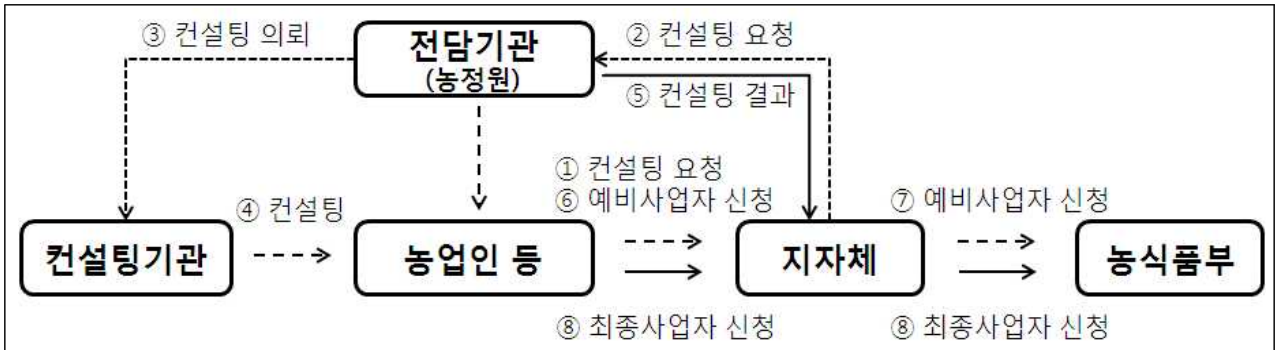 ③ 컨설팅 의뢰
전담기관
(농정원)
② 컨설팅 요청
⑤ 컨설팅 결과
① 컨설팅 요청
④ 컨설팅
⑥ 예비사업자 신청
⑦ 예비사업자 신청
컨설팅기관
농업인 등
지자체
농식품부
⑧ 최종사업자 신청
⑧ 최종사업자 신청